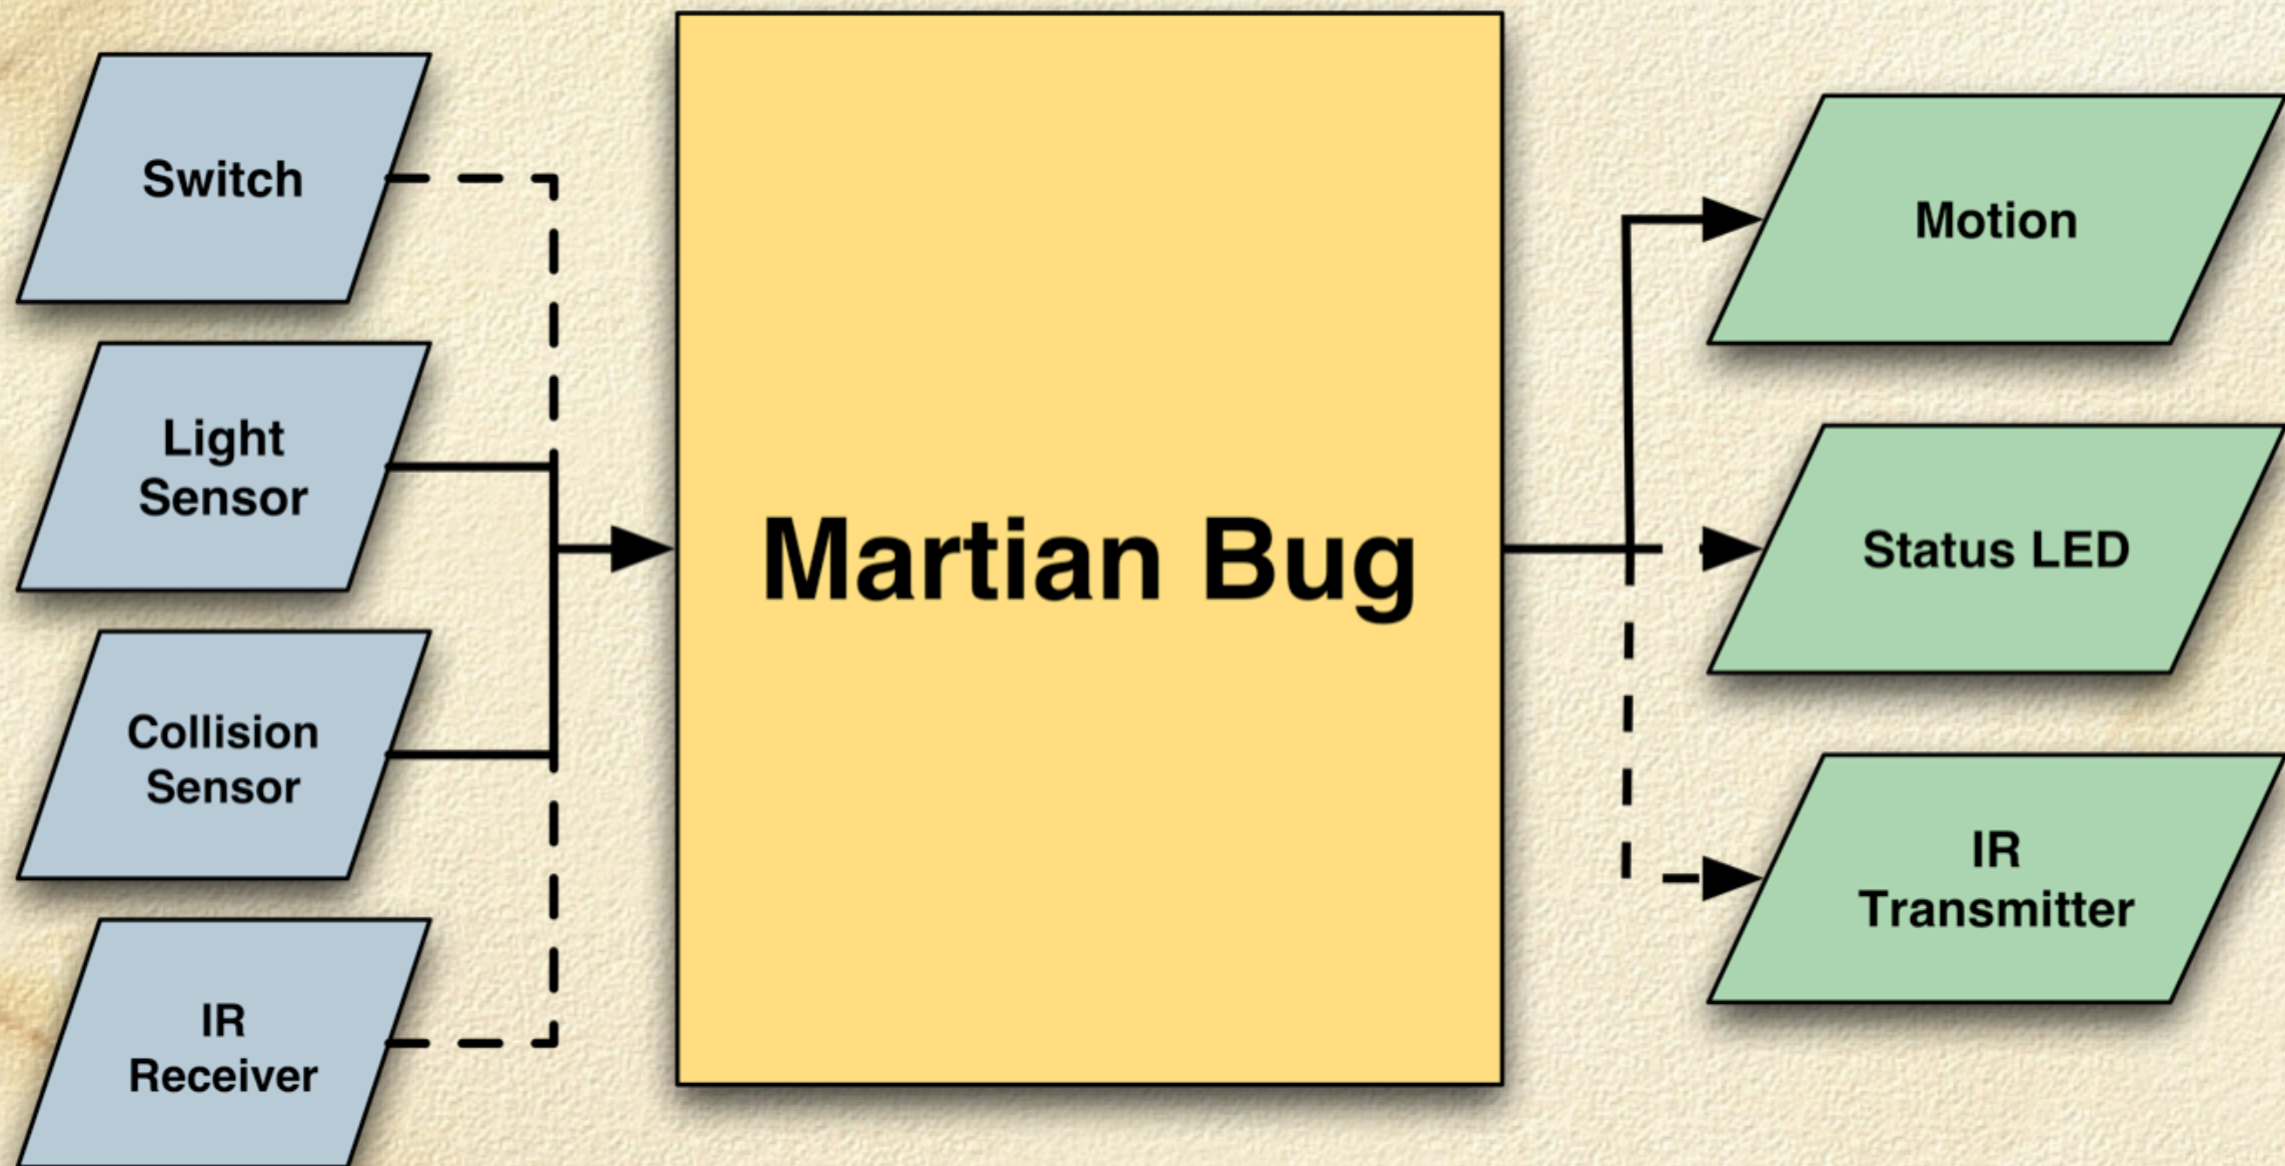 Switch
Light
Sensor
Collision
Sensor
IR
Receiver
Martian Bug
Motion
Status LED
IR
Transmitter